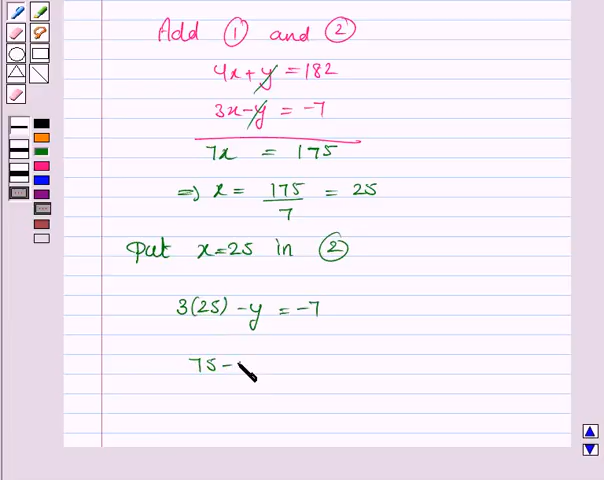 Add ① and ②
4x + y = 182
3x - y = -7
7x = 175
=> x = 175/7 = 25
Put x=25 in ②
3(25) - y = -7
75 -